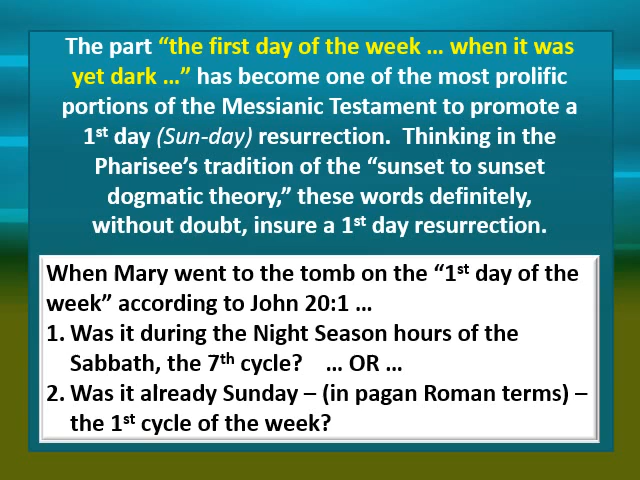 The part “the first day of the week … when it was
yet dark …” has become one of the most prolific
portions of the Messianic Testament to promote a
1st day (Sun-day) resurrection.  Thinking in the
Pharisee’s tradition of the “sunset to sunset
dogmatic theory,” these words definitely,
without doubt, insure a 1st day resurrection.
When Mary went to the tomb on the “1st day of the
week” according to John 20:1 …
1. Was it during the Night Season hours of the
Sabbath, the 7th cycle?    … OR …
2. Was it already Sunday – (in pagan Roman terms) –
the 1st cycle of the week?